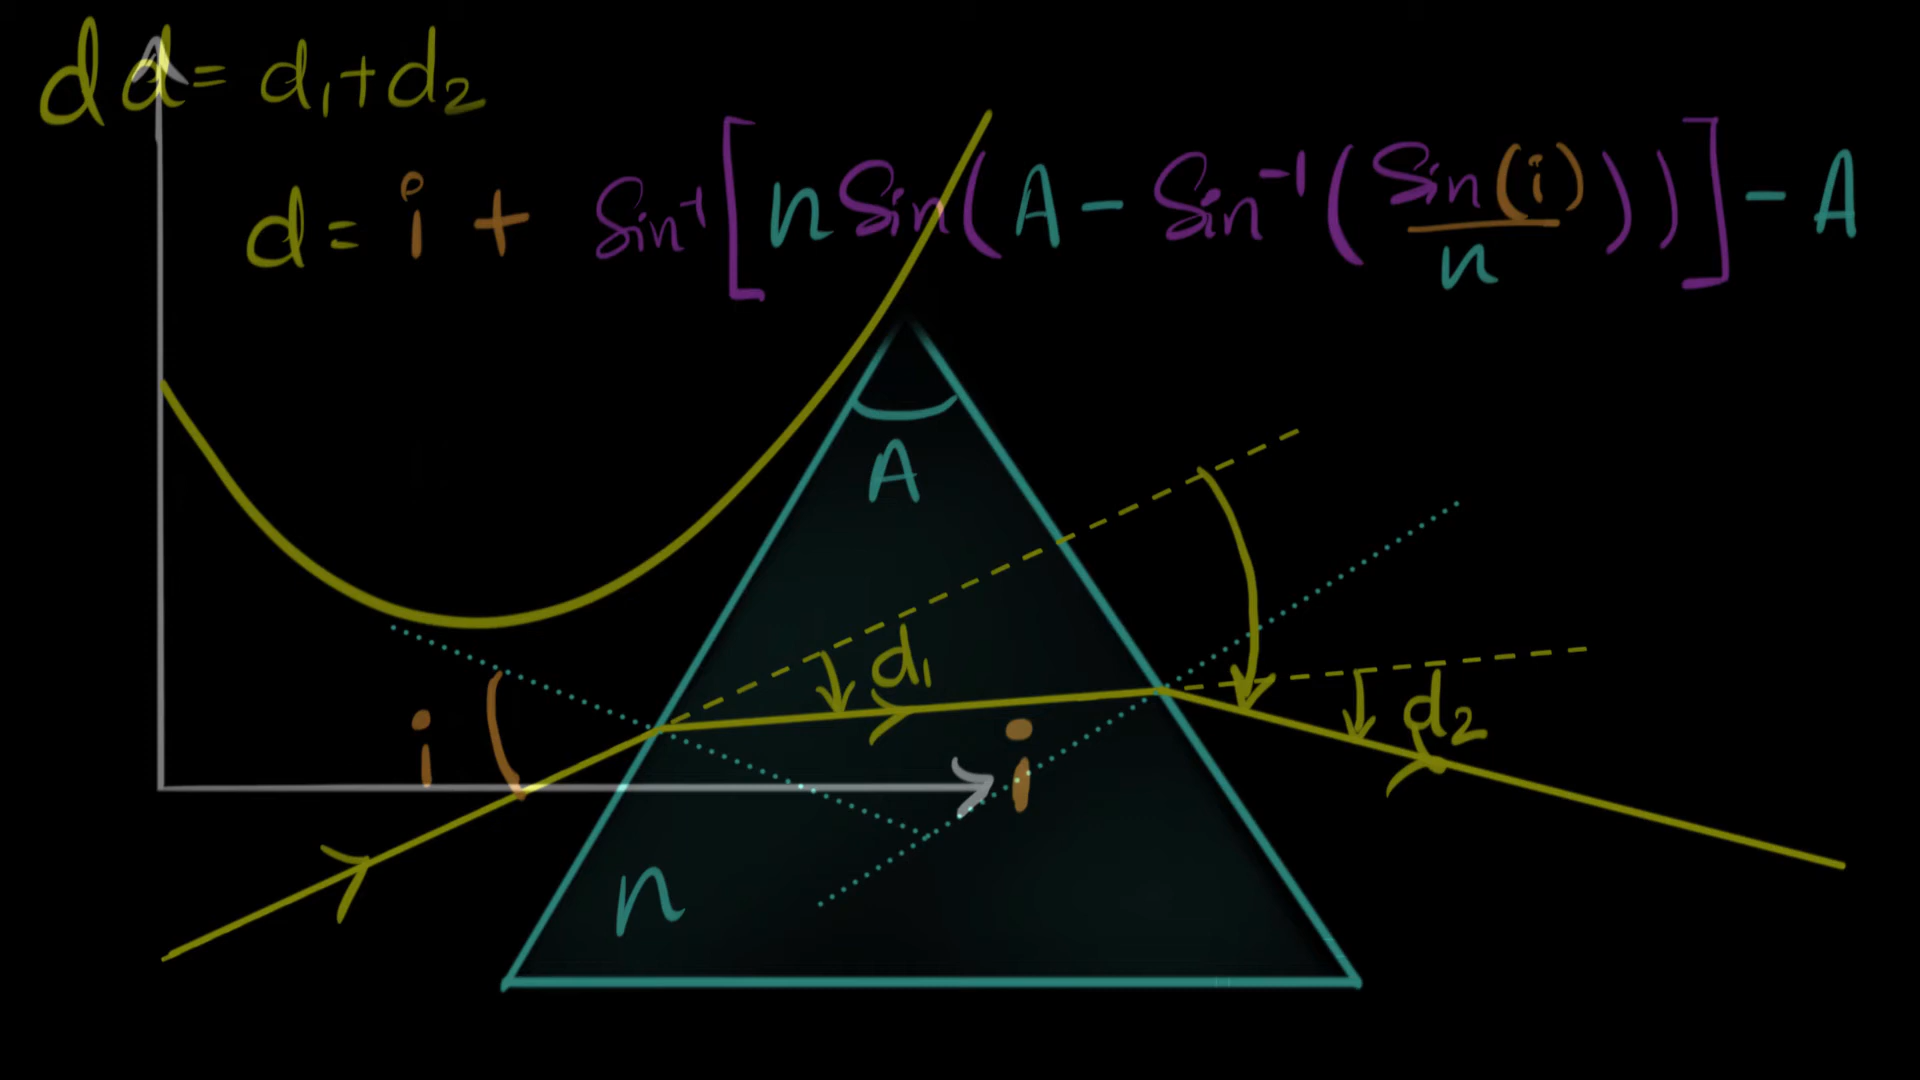 d d = d₁+d₂
d = i + Sin⁻¹[n Sin(A − Sin⁻¹(Sin(i)/n))] − A
A
d₁
i
i
d₂
n